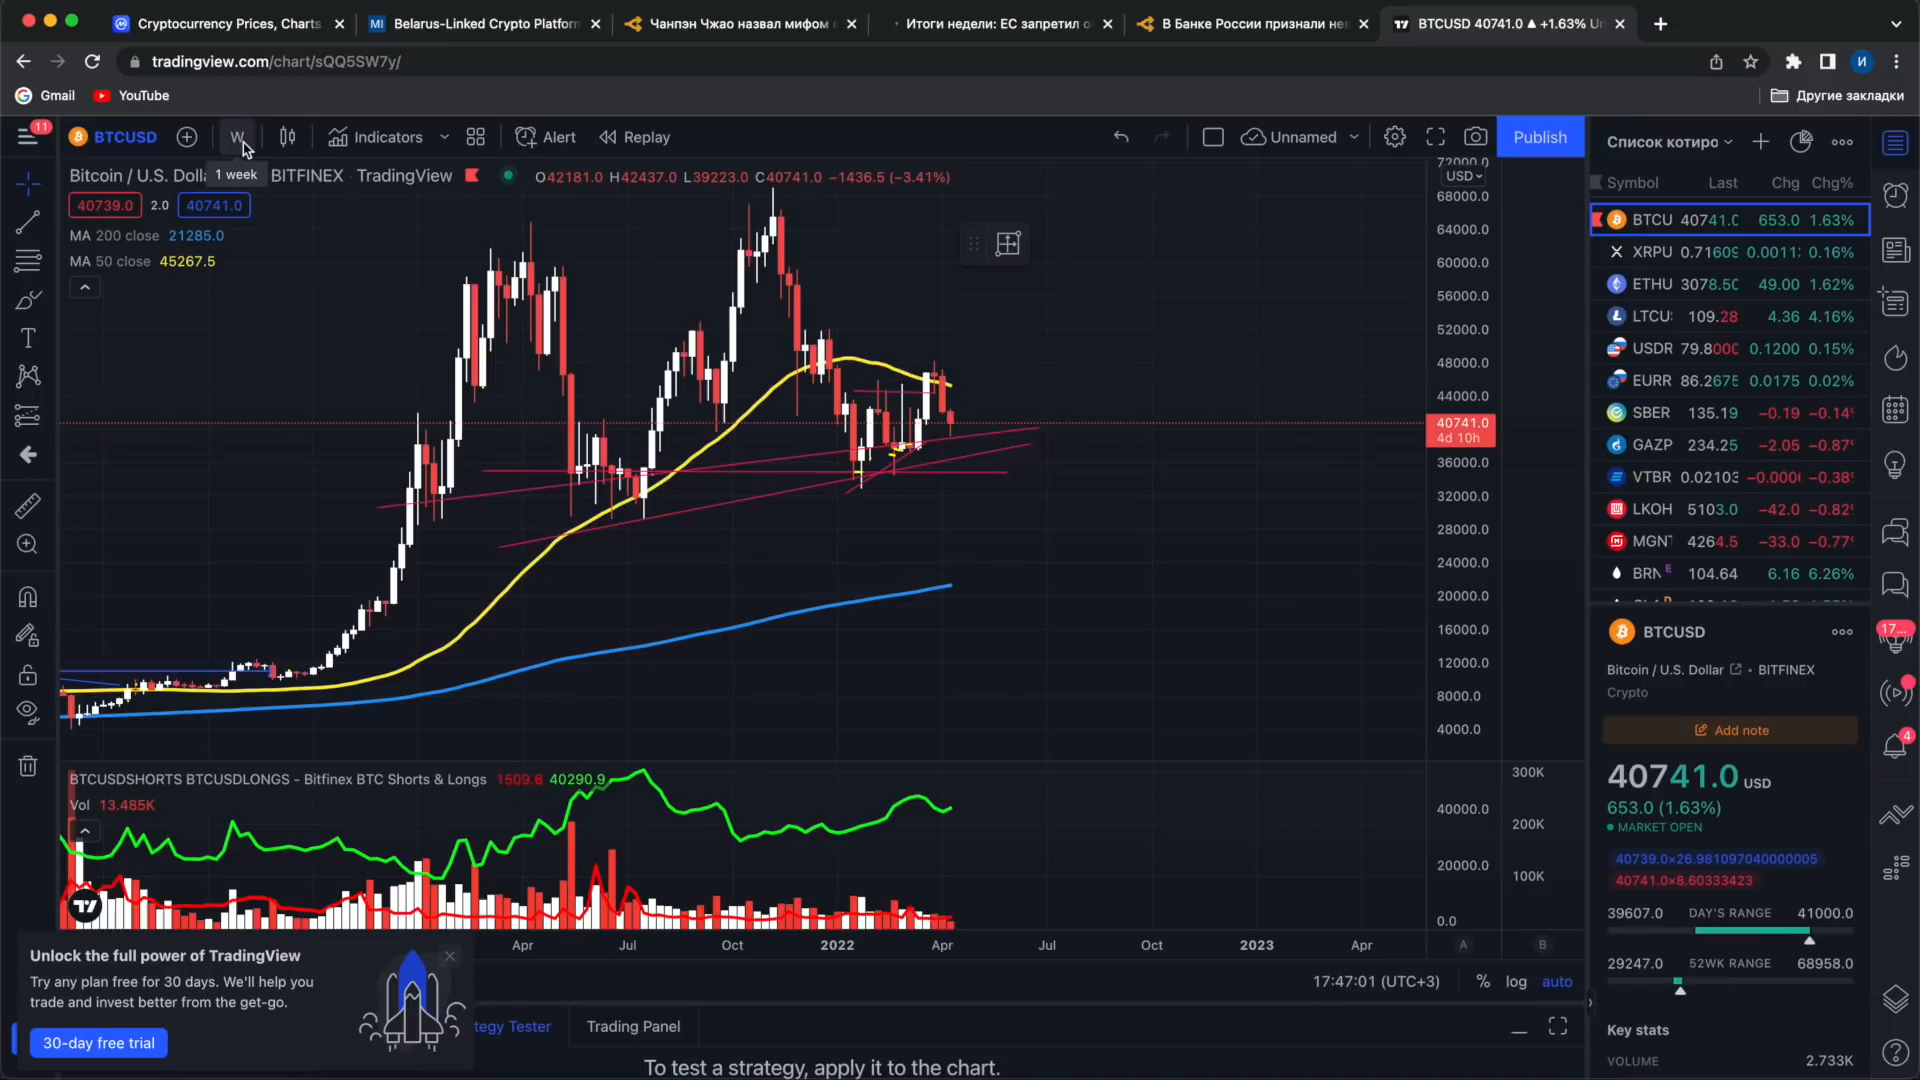 Cryptocurrency Prices, Charts
Belarus-Linked Crypto Platform
Чанпэн Чжао назвал мифом
Итоги недели: ЕС запретил
В Банке России признали
BTCUSD 40741.0 ▲ +1.63% Un
tradingview.com/chart/sQQ5SW7y/
И
Gmail
YouTube
Другие закладки
11
BTCUSD
W
Indicators
Alert
Replay
Unnamed
Publish
Список котиро
1 week
Bitcoin / U.S. Dolla
BITFINEX
TradingView
O42181.0 H42437.0 L39223.0 C40741.0 −1436.5 (−3.41%)
40739.0 2.0 40741.0
MA 200 close 21285.0
MA 50 close 45267.5
72000.0
USD
68000.0
64000.0
60000.0
56000.0
52000.0
48000.0
44000.0
40741.0
4d 10h
36000.0
32000.0
28000.0
24000.0
20000.0
16000.0
12000.0
8000.0
4000.0
Symbol Last Chg Chg%
BTCU 40741.0 653.0 1.63%
XRPU 0.71609 0.0011 0.16%
ETHU 3078.50 49.00 1.62%
LTCU 109.28 4.36 4.16%
USDR 79.8000 0.1200 0.15%
EURR 86.2675 0.0175 0.02%
SBER 135.19 −0.19 −0.14
GAZP 234.25 −2.05 −0.87
VTBR 0.02103 −0.000 −0.38
LKOH 5103.0 −42.0 −0.82
MGNT 4264.5 −33.0 −0.77
BRN E 104.64 6.16 6.26%
BTCUSD
17...
Bitcoin / U.S. Dollar • BITFINEX
Crypto
Add note
4
40741.0 USD
653.0 (1.63%)
MARKET OPEN
40739.0×26.981097040000005
40741.0×8.60333423
39607.0 DAY'S RANGE 41000.0
29247.0 52WK RANGE 68958.0
Key stats
VOLUME 2.733K
BTCUSDSHORTS BTCUSDLONGS - Bitfinex BTC Shorts & Longs 1509.6 40290.9
Vol 13.485K
300K
40000.0
200K
20000.0
100K
0.0
Apr Jul Oct 2022 Apr Jul Oct 2023 Apr
A B
17:47:01 (UTC+3) % log auto
Unlock the full power of TradingView
Try any plan free for 30 days. We'll help you
trade and invest better from the get-go.
30-day free trial
tegy Tester
Trading Panel
To test a strategy, apply it to the chart.